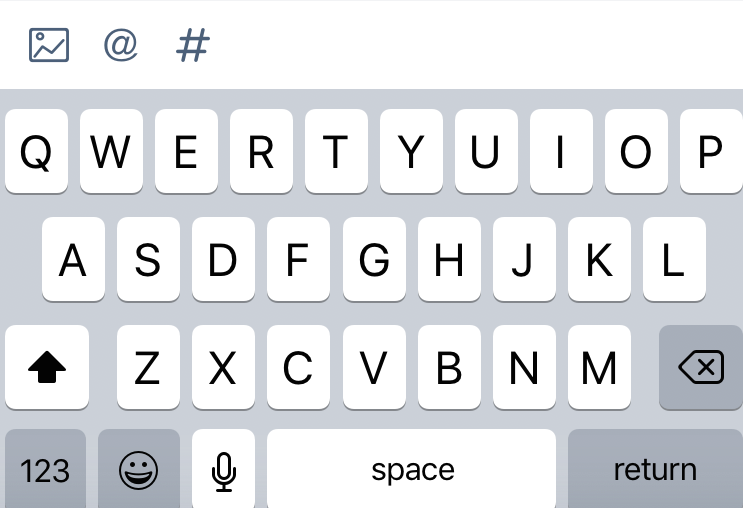 @ #
Q W E R T Y U I O P
A S D F G H J K L
Z X C V B N M
123 space return